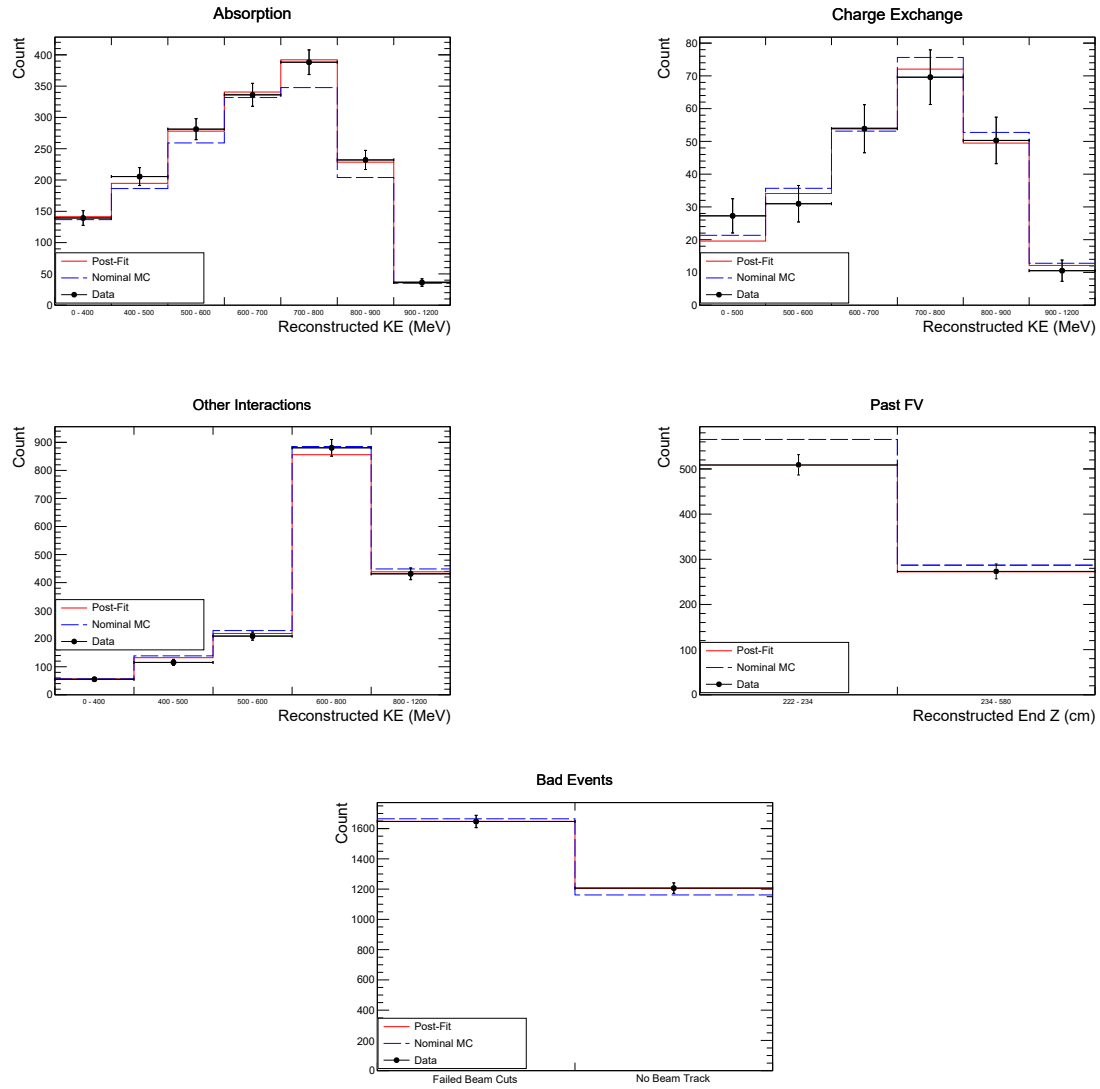 Absorption
Count
400
350
300
250
200
150
100
50
0
Post-Fit
Nominal MC
Data
0 - 400 400 - 500 500 - 600 600 - 700 700 - 800 800 - 900 900 - 1200
Reconstructed KE (MeV)
Charge Exchange
Count
80
70
60
50
40
30
20
10
0
Post-Fit
Nominal MC
Data
0 - 500 500 - 600 600 - 700 700 - 800 800 - 900 900 - 1200
Reconstructed KE (MeV)
Other Interactions
Count
900
800
700
600
500
400
300
200
100
0
Post-Fit
Nominal MC
Data
0 - 400 400 - 500 500 - 600 600 - 800 800 - 1200
Reconstructed KE (MeV)
Past FV
Count
500
400
300
200
100
0
Post-Fit
Nominal MC
Data
222 - 234 234 - 580
Reconstructed End Z (cm)
Bad Events
Count
1600
1400
1200
1000
800
600
400
200
0
Post-Fit
Nominal MC
Data
Failed Beam Cuts No Beam Track